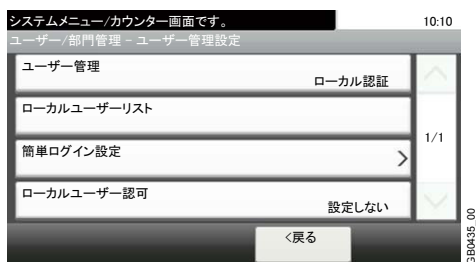 システムメニュー/カウンター画面です。
10:10
ユーザー/部門管理 - ユーザー管理設定
ユーザー管理
ローカル認証
ローカルユーザーリスト
1/1
簡単ログイン設定
ローカルユーザー認可
設定しない
<戻る
GB0435_00